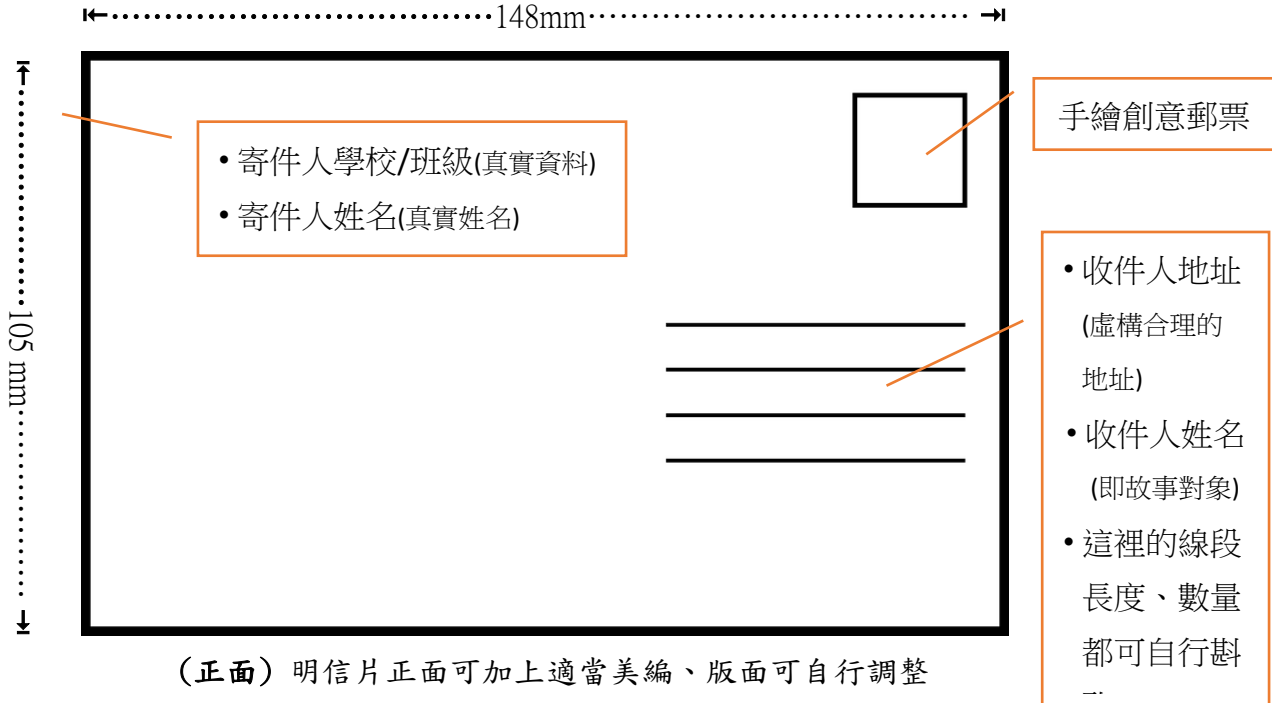 148mm
105 mm
• 寄件人學校/班級(真實資料)
• 寄件人姓名(真實姓名)
手繪創意郵票
• 收件人地址
(虛構合理的
地址)
• 收件人姓名
(即故事對象)
• 這裡的線段
長度、數量
都可自行斟
(正面)明信片正面可加上適當美編、版面可自行調整